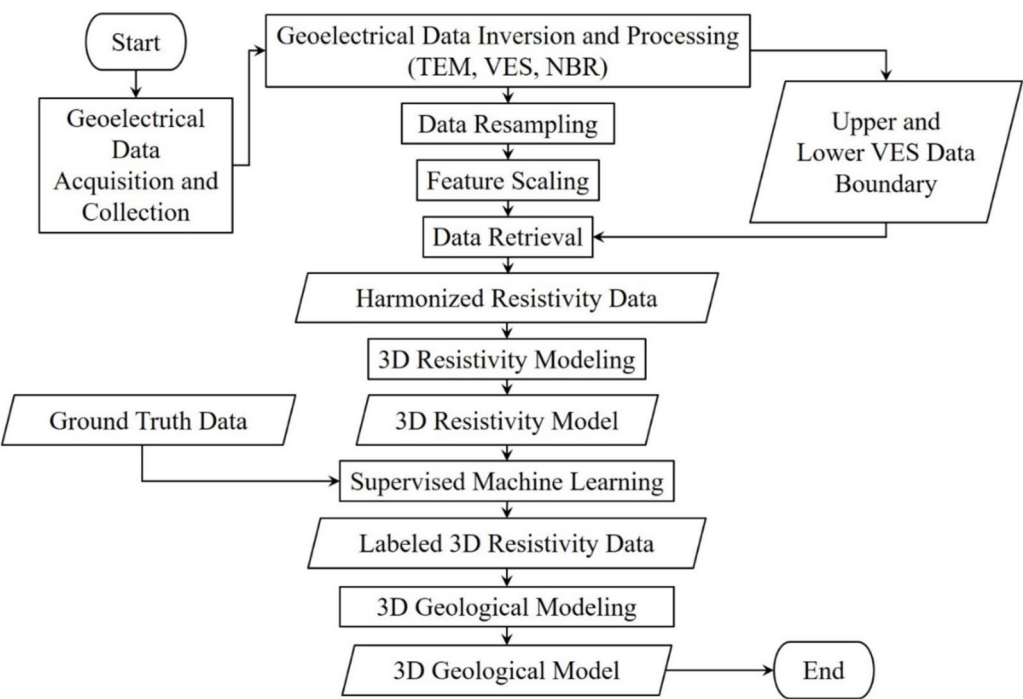 Start
Geoelectrical
Data
Acquisition and
Collection
Geoelectrical Data Inversion and Processing
(TEM, VES, NBR)
Upper and
Lower VES Data
Boundary
Data Resampling
Feature Scaling
Data Retrieval
Harmonized Resistivity Data
3D Resistivity Modeling
Ground Truth Data
3D Resistivity Model
Supervised Machine Learning
Labeled 3D Resistivity Data
3D Geological Modeling
3D Geological Model
End